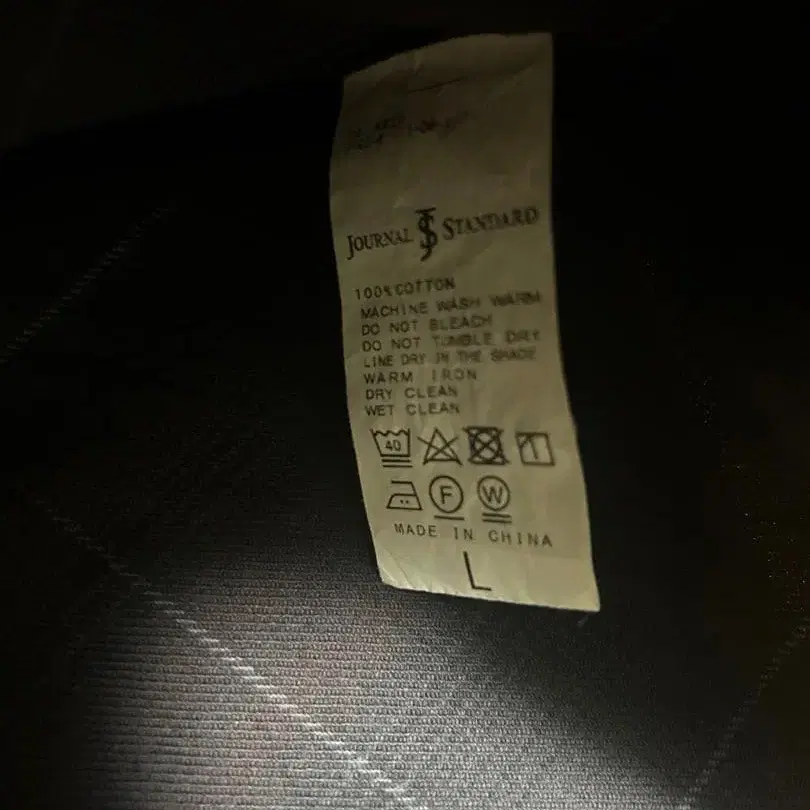 JOURNAL JS STANDARD
100% COTTON
MACHINE WASH WARM
DO NOT BLEACH
DO NOT TUMBLE DRY
LINE DRY IN THE SHADE
WARM IRON
DRY CLEAN
WET CLEAN
40
F W
MADE IN CHINA
L